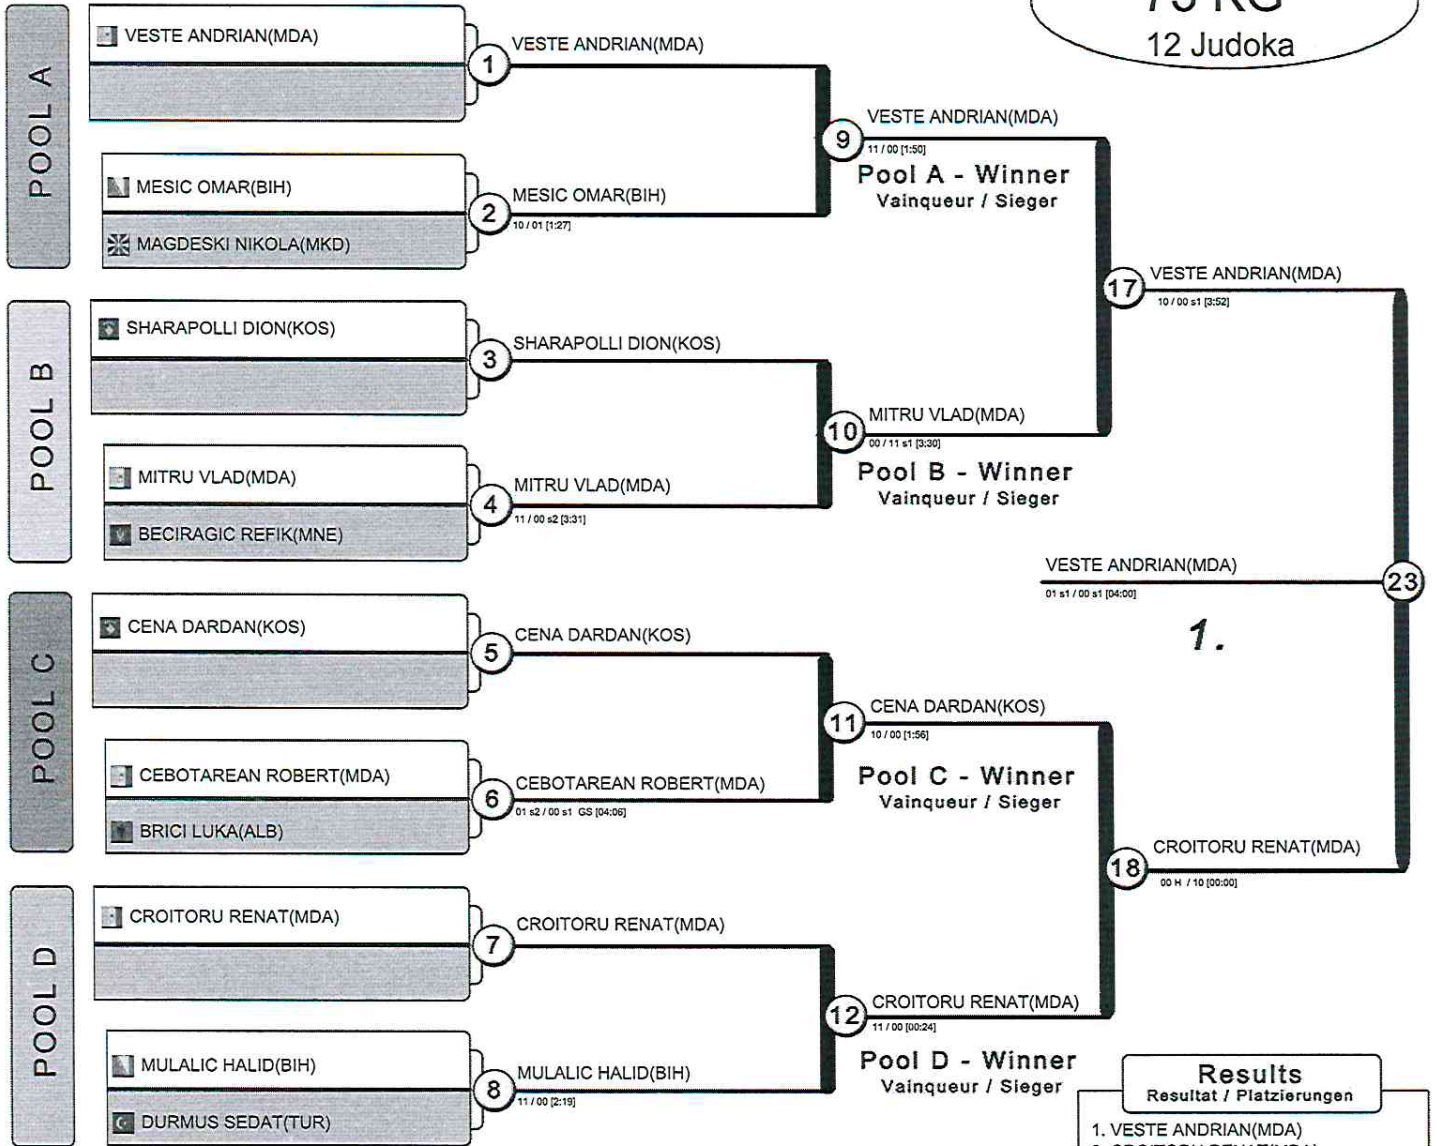 73 KG
12 Judoka
POOL A
VESTE ANDRIAN(MDA)
1
VESTE ANDRIAN(MDA)
MESIC OMAR(BIH)
MAGDESKI NIKOLA(MKD)
2
MESIC OMAR(BIH)
10 / 01 [1:27]
9
VESTE ANDRIAN(MDA)
11 / 00 [1:50]
Pool A - Winner
Vainqueur / Sieger
POOL B
SHARAPOLLI DION(KOS)
3
SHARAPOLLI DION(KOS)
MITRU VLAD(MDA)
BECIRAGIC REFIK(MNE)
4
MITRU VLAD(MDA)
11 / 00 s2 [3:31]
10
MITRU VLAD(MDA)
00 / 11 s1 [3:30]
Pool B - Winner
Vainqueur / Sieger
17
VESTE ANDRIAN(MDA)
10 / 00 s1 [3:52]
POOL C
CENA DARDAN(KOS)
5
CENA DARDAN(KOS)
CEBOTAREAN ROBERT(MDA)
BRICI LUKA(ALB)
6
CEBOTAREAN ROBERT(MDA)
01 s2 / 00 s1 GS [04:06]
11
CENA DARDAN(KOS)
10 / 00 [1:56]
Pool C - Winner
Vainqueur / Sieger
POOL D
CROITORU RENAT(MDA)
7
CROITORU RENAT(MDA)
MULALIC HALID(BIH)
DURMUS SEDAT(TUR)
8
MULALIC HALID(BIH)
11 / 00 [2:19]
12
CROITORU RENAT(MDA)
11 / 00 [00:24]
Pool D - Winner
Vainqueur / Sieger
18
CROITORU RENAT(MDA)
00 H / 10 [00:00]
VESTE ANDRIAN(MDA)
23
01 s1 / 00 s1 [04:00]
1.
Results
Resultat / Platzierungen
1. VESTE ANDRIAN(MDA)